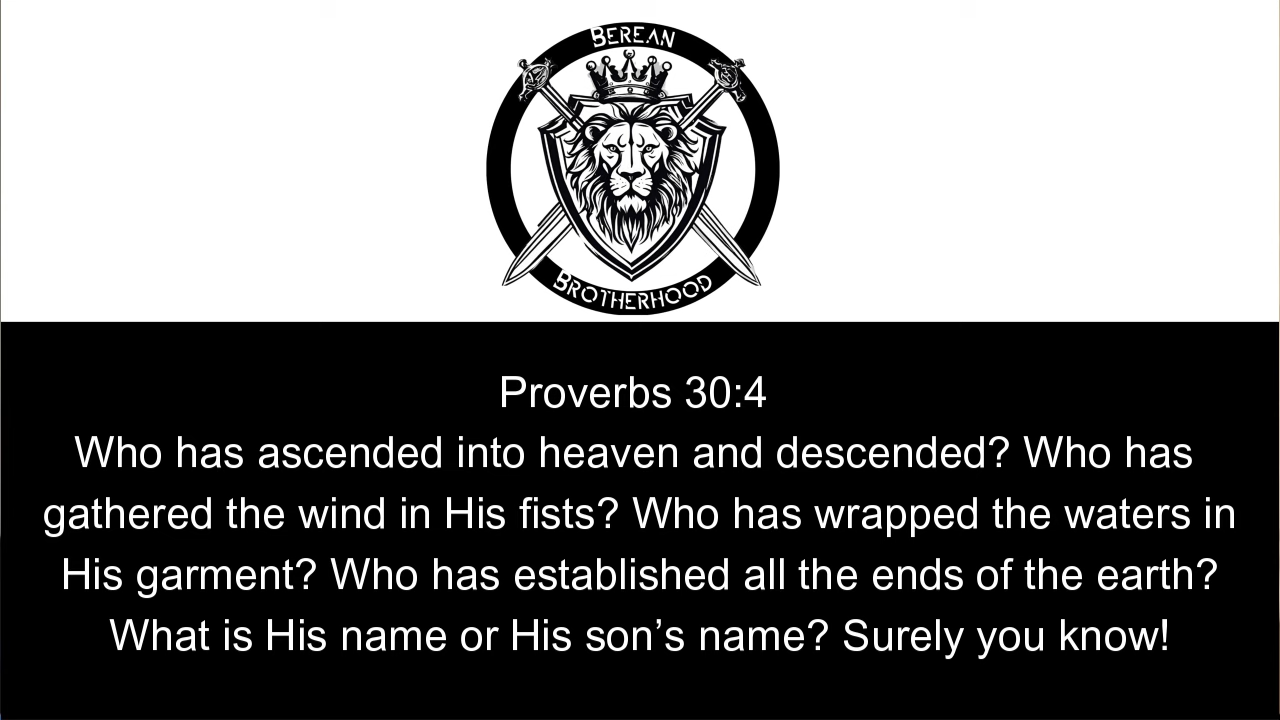 BEREAN
BROTHERHOOD
Proverbs 30:4
Who has ascended into heaven and descended? Who has
gathered the wind in His fists? Who has wrapped the waters in
His garment? Who has established all the ends of the earth?
What is His name or His son’s name? Surely you know!